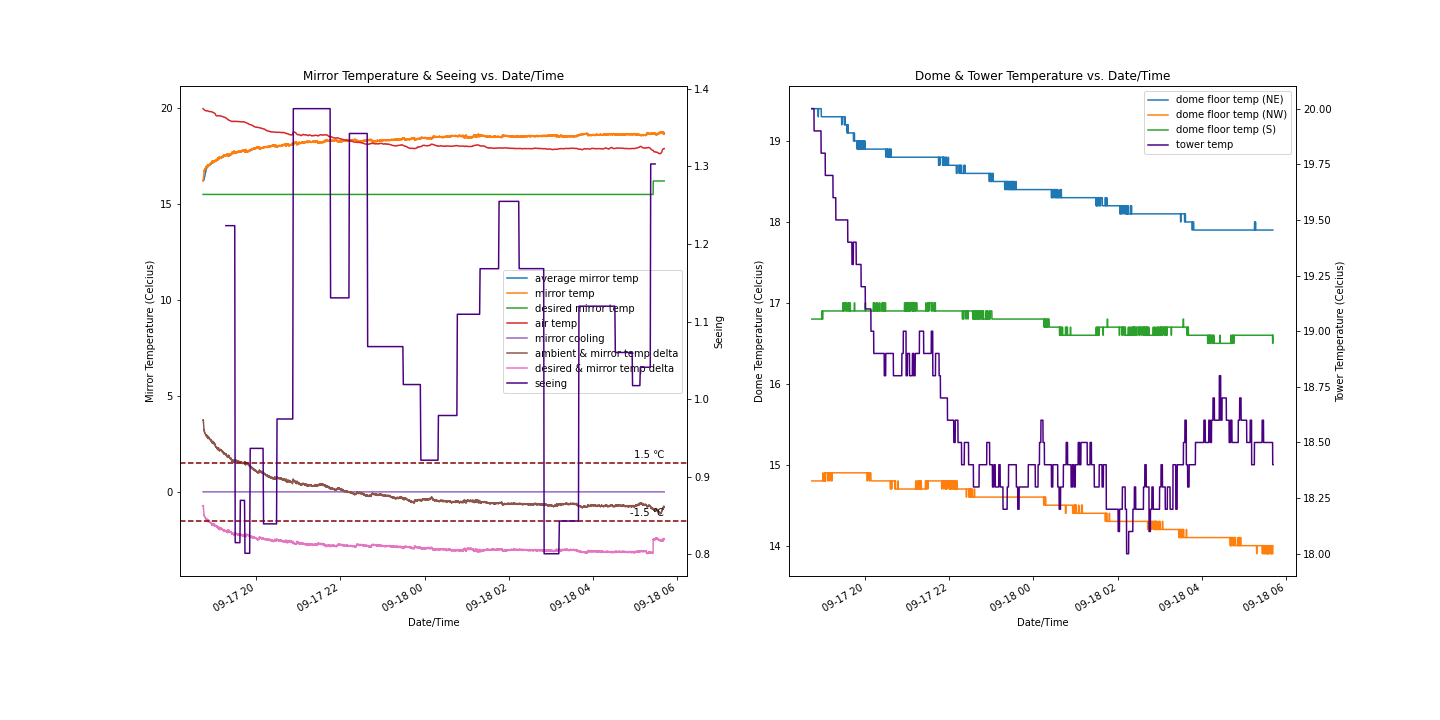 Mirror Temperature & Seeing vs. Date/Time
Mirror Temperature (Celcius)
20
15
10
5
0
1.4
1.3
1.2
1.1
1.0
0.9
0.8
Seeing
average mirror temp
mirror temp
desired mirror temp
air temp
mirror cooling
ambient & mirror temp delta
desired & mirror temp delta
seeing
1.5 °C
-1.5 °C
09-17 20
09-17 22
09-18 00
09-18 02
09-18 04
09-18 06
Date/Time
Dome & Tower Temperature vs. Date/Time
Dome Temperature (Celcius)
19
18
17
16
15
14
dome floor temp (NE)
dome floor temp (NW)
dome floor temp (S)
tower temp
20.00
19.75
19.50
19.25
19.00
18.75
18.50
18.25
18.00
Tower Temperature (Celcius)
09-17 20
09-17 22
09-18 00
09-18 02
09-18 04
09-18 06
Date/Time